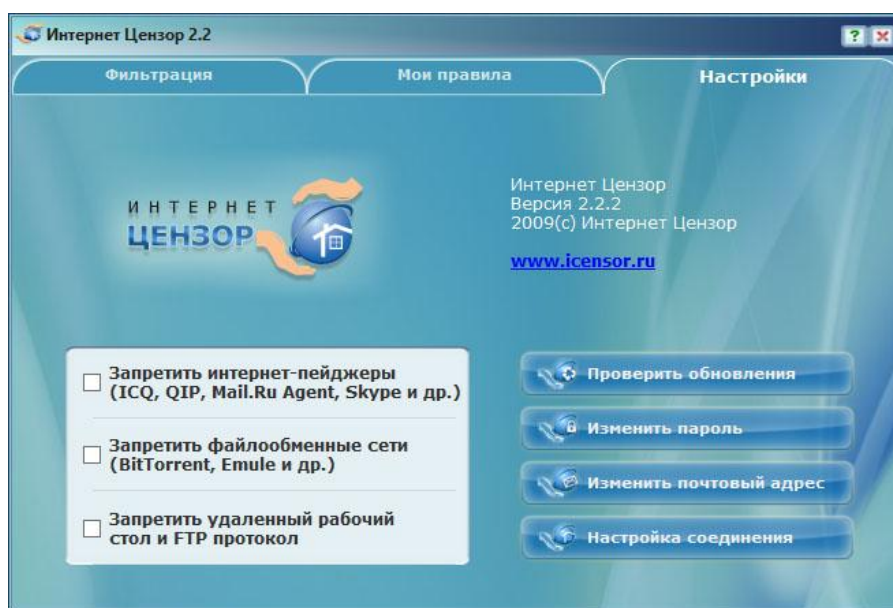 Интернет Цензор 2.2
?
Фильтрация
Мои правила
Настройки
ИНТЕРНЕТ
ЦЕНЗОР
Интернет Цензор
Версия 2.2.2
2009(c) Интернет Цензор
www.icensor.ru
Запретить интернет-пейджеры
(ICQ, QIP, Mail.Ru Agent, Skype и др.)
Запретить файлообменные сети
(BitTorrent, Emule и др.)
Запретить удаленный рабочий
стол и FTP протокол
Проверить обновления
Изменить пароль
Изменить почтовый адрес
Настройка соединения